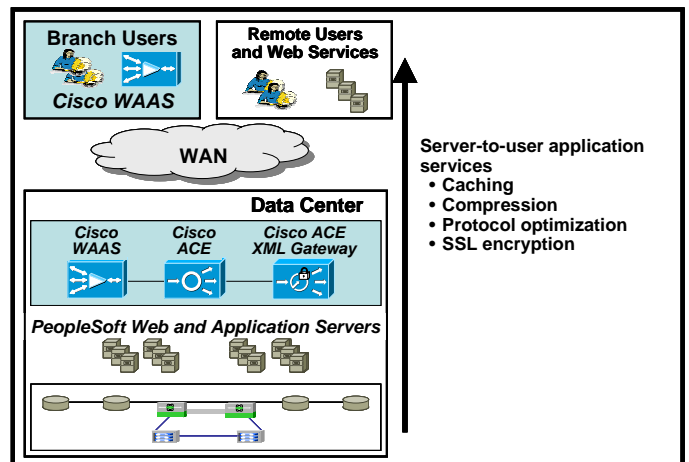 Branch Users
Cisco WAAS
Remote Users
and Web Services
WAN
Server-to-user application
services
• Caching
• Compression
• Protocol optimization
• SSL encryption
Data Center
Cisco
WAAS
Cisco
ACE
Cisco ACE
XML Gateway
PeopleSoft Web and Application Servers